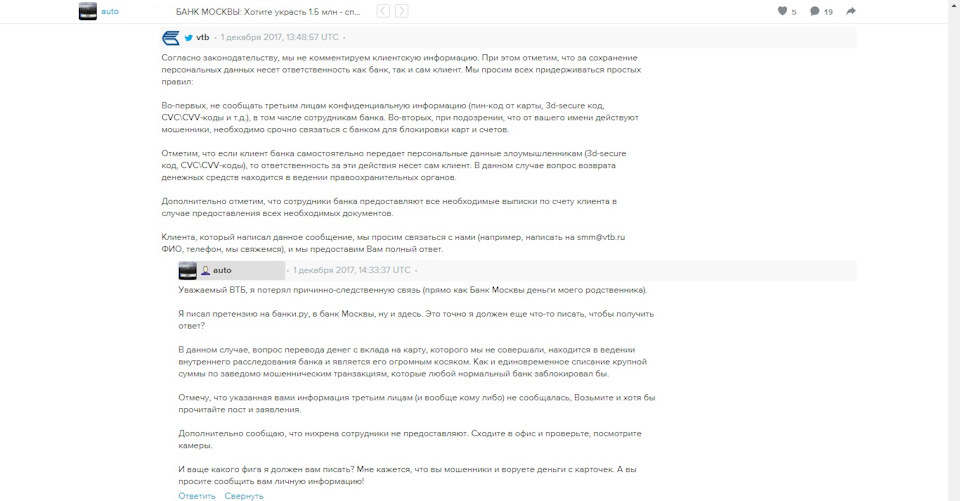 auto
БАНК МОСКВЫ: Хотите украсть 1.5 млн - сп...
5
19
vtb · 1 декабря 2017, 13:48:57 UTC ·
Согласно законодательству, мы не комментируем клиентскую информацию. При этом отметим, что за сохранение
персональных данных несет ответственность как банк, так и сам клиент. Мы просим всех придерживаться простых
правил:
Во-первых, не сообщать третьим лицам конфиденциальную информацию (пин-код от карты, 3d-secure код,
CVC\CVV-коды и т.д.), в том числе сотрудникам банка. Во-вторых, при подозрении, что от вашего имени действуют
мошенники, необходимо срочно связаться с банком для блокировки карт и счетов.
Отметим, что если клиент банка самостоятельно передает персональные данные злоумышленникам (3d-secure
код, CVC\CVV-коды), то ответственность за эти действия несет сам клиент. В данном случае вопрос возврата
денежных средств находится в ведении правоохранительных органов.
Дополнительно отметим, что сотрудники банка предоставляют все необходимые выписки по счету клиента в
случае предоставления всех необходимых документов.
Клиента, который написал данное сообщение, мы просим связаться с нами (например, написать на smm@vtb.ru
ФИО, телефон, мы свяжемся), и мы предоставим Вам полный ответ.
auto · 1 декабря 2017, 14:33:37 UTC ·
Уважаемый ВТБ, я потерял причинно-следственную связь (прямо как Банк Москвы деньги моего родственника).
Я писал претензию на банки.ру, в банк Москвы, ну и здесь. Это точно я должен еще что-то писать, чтобы получить
ответ?
В данном случае, вопрос перевода денег с вклада на карту, которого мы не совершали, находится в ведении
внутреннего расследования банка и является его огромным косяком. Как и единовременное списание крупной
суммы по заведомо мошенническим транзакциям, которые любой нормальный банк заблокировал бы.
Отмечу, что указанная вами информация третьим лицам (и вообще кому либо) не сообщалась, Возьмите и хотя бы
прочитайте пост и заявления.
Дополнительно сообщаю, что нихрена сотрудники не предоставляют. Сходите в офис и проверьте, посмотрите
камеры.
И ваще какого фига я должен вам писать? Мне кажется, что вы мошенники и воруете деньги с карточек. А вы
просите сообщить вам личную информацию!
Ответить Свернуть